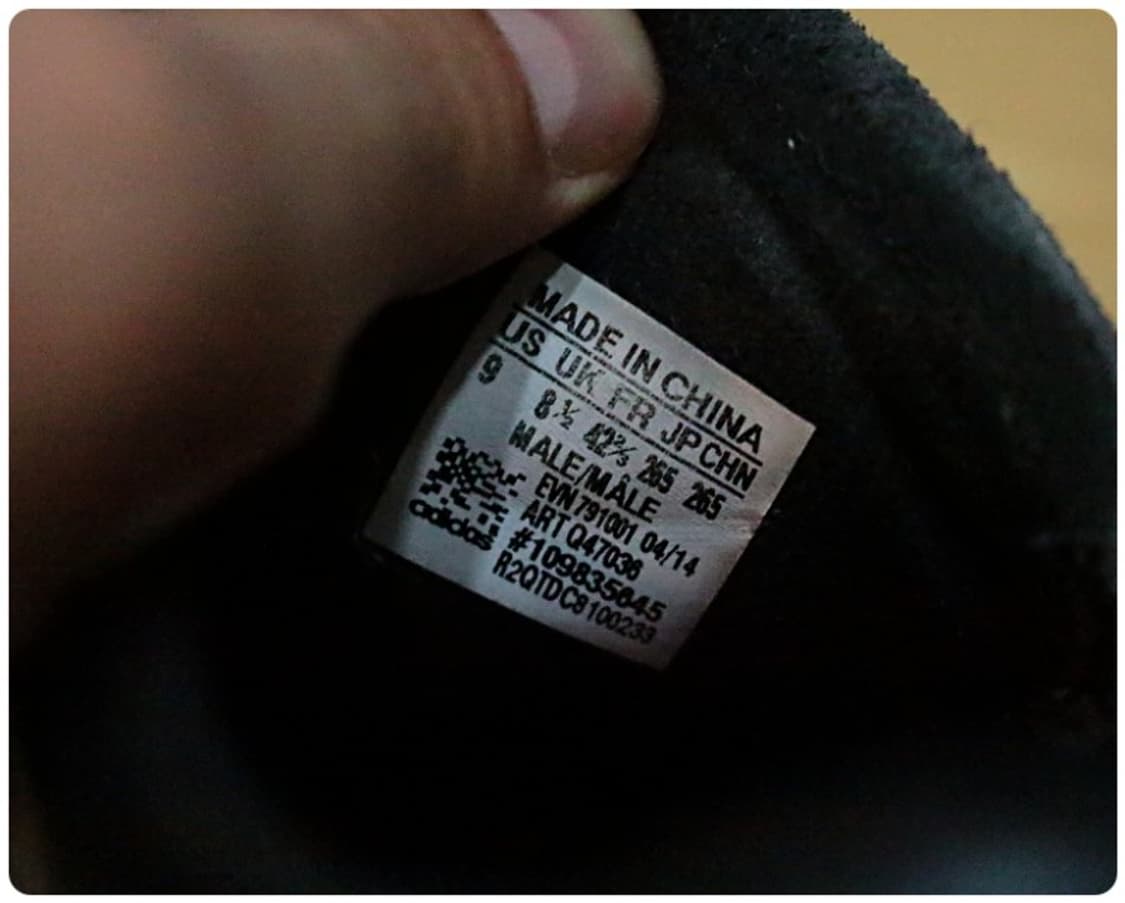 MADE IN CHINA
US UK FR JP CHN
9 8½ 42⅔ 265 265
MALE/MÂLE
EVN 791001 04/14
ART Q47036
#109835645
R2QTDC8100233
adidas